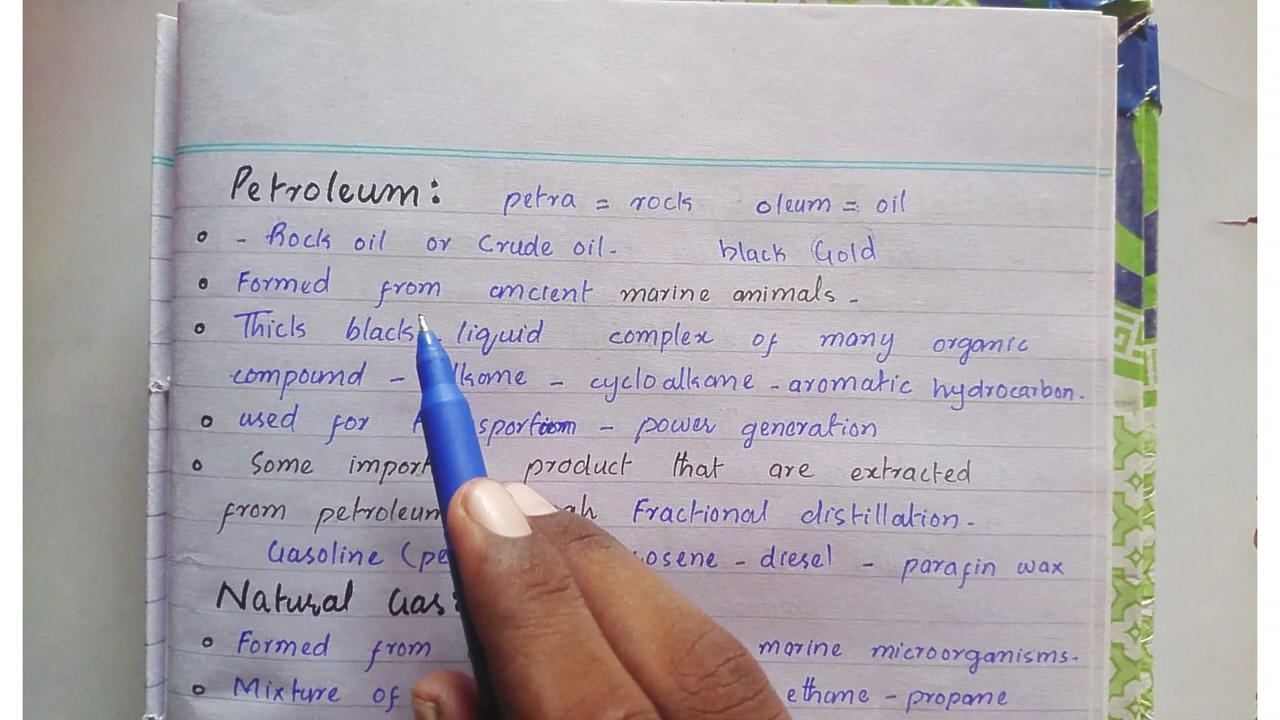 Petroleum: petra = rock oleum = oil
- Rock oil or Crude oil. black Gold
Formed from ancient marine animals.
Thick black liquid complex of many organic
compound - alkane - cycloalkane - aromatic hydrocarbon.
used for - power generation
Some product that are extracted
from Fractional distillation.
Gasoline - diesel - parafin wax
Natural Gas:
Formed from marine microorganisms.
Mixture of ethane - propane